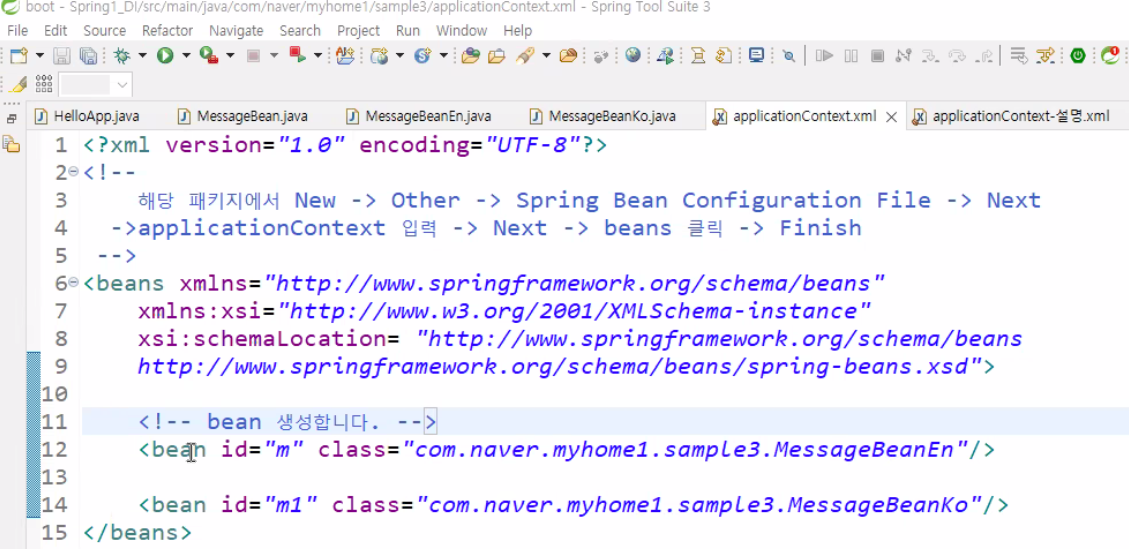 boot - Spring1_DI/src/main/java/com/naver/myhome1/sample3/applicationContext.xml - Spring Tool Suite 3
File Edit Source Refactor Navigate Search Project Run Window Help
HelloApp.java MessageBean.java MessageBeanEn.java MessageBeanKo.java applicationContext.xml applicationContext-설명.xml
1 <?xml version="1.0" encoding="UTF-8"?>
2 <!--
3 해당 패키지에서 New -> Other -> Spring Bean Configuration File -> Next
4 ->applicationContext 입력 -> Next -> beans 클릭 -> Finish
5 -->
6 <beans xmlns="http://www.springframework.org/schema/beans"
7 xmlns:xsi="http://www.w3.org/2001/XMLSchema-instance"
8 xsi:schemaLocation= "http://www.springframework.org/schema/beans
9 http://www.springframework.org/schema/beans/spring-beans.xsd">
10
11 <!-- bean 생성합니다. -->
12 <bean id="m" class="com.naver.myhome1.sample3.MessageBeanEn"/>
13
14 <bean id="m1" class="com.naver.myhome1.sample3.MessageBeanKo"/>
15 </beans>